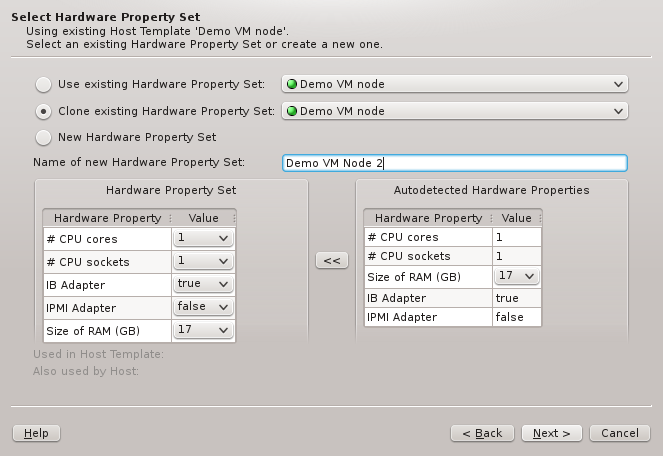 Select Hardware Property Set
Using existing Host Template 'Demo VM node'.
Select an existing Hardware Property Set or create a new one.
Use existing Hardware Property Set: Demo VM node
Clone existing Hardware Property Set: Demo VM node
New Hardware Property Set
Name of new Hardware Property Set: Demo VM Node 2
Hardware Property Set
Hardware Property Value
# CPU cores 1
# CPU sockets 1
IB Adapter true
IPMI Adapter false
Size of RAM (GB) 17
<<
Autodetected Hardware Properties
Hardware Property Value
# CPU cores 1
# CPU sockets 1
Size of RAM (GB) 17
IB Adapter true
IPMI Adapter false
Used in Host Template:
Also used by Host:
Help < Back Next > Cancel